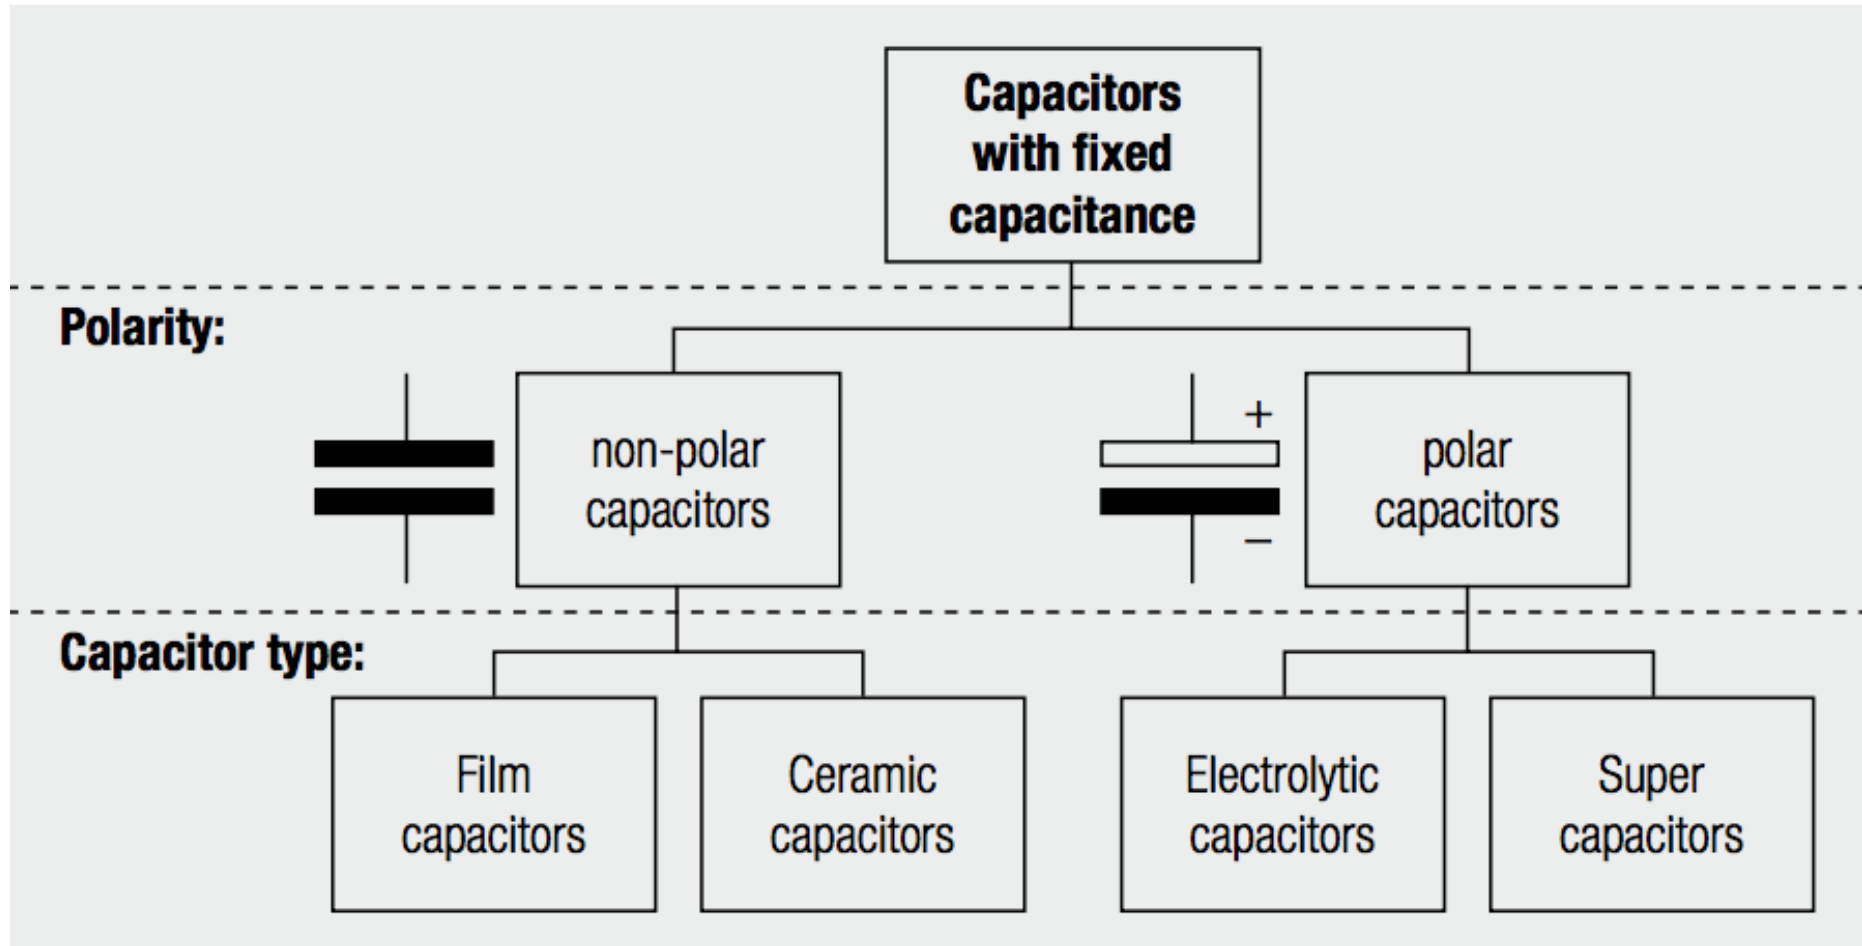 Capacitors
with fixed
capacitance
Polarity:
non-polar
capacitors
+
−
polar
capacitors
Capacitor type:
Film
capacitors
Ceramic
capacitors
Electrolytic
capacitors
Super
capacitors